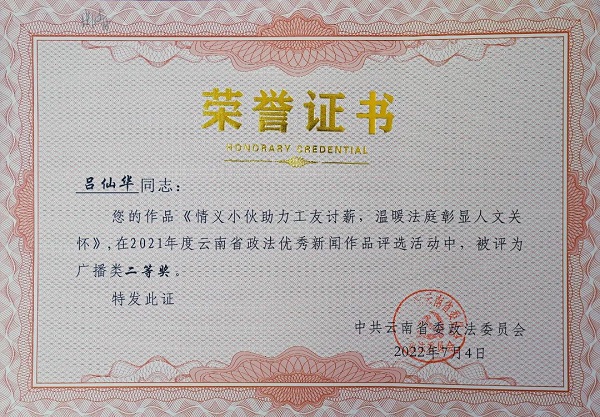 荣誉证书
HONORARY CREDENTIAL
吕仙华同志：
您的作品《情义小伙助力工友讨薪，温暖法庭彰显人文关
怀》，在2021年度云南省政法优秀新闻作品评选活动中，被评为
广播类二等奖。
特发此证
中共云南省委政法委员会
2022年7月4日